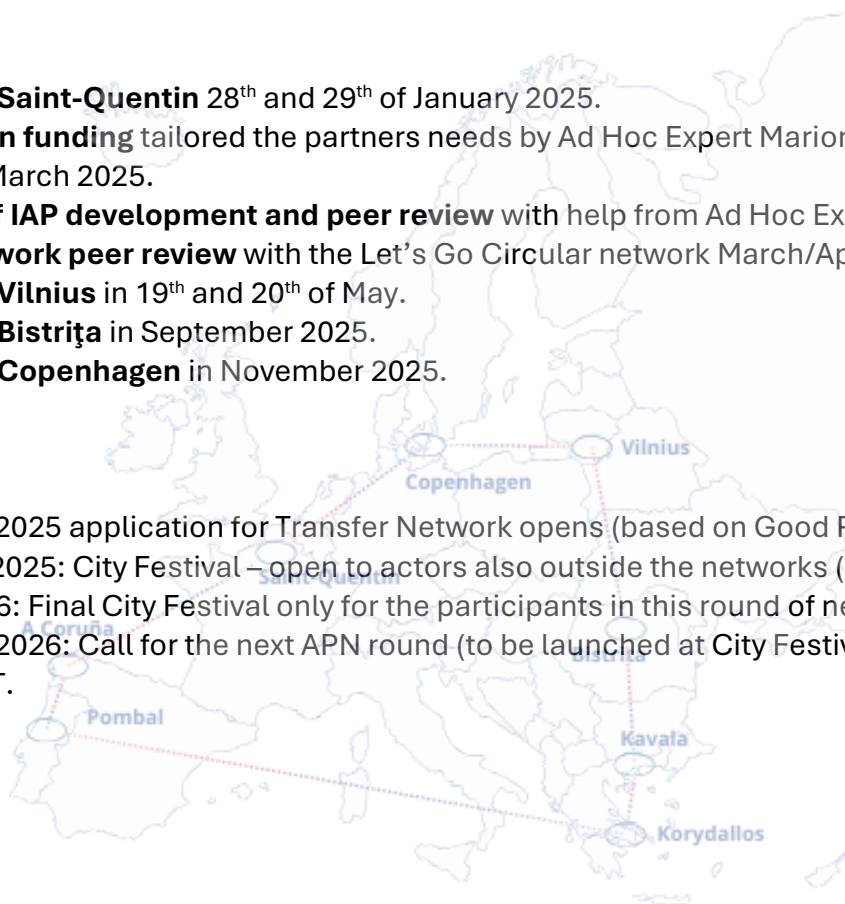 Saint-Quentin 28th and 29th of January 2025.
n funding tailored the partners needs by Ad Hoc Expert Marion
March 2025.
f IAP development and peer review with help from Ad Hoc Ex
work peer review with the Let’s Go Circular network March/Ap
Vilnius in 19th and 20th of May.
Bistriţa in September 2025.
Copenhagen in November 2025.
Vilnius
Copenhagen
2025 application for Transfer Network opens (based on Good P
2025: City Festival – open to actors also outside the networks (
Saint-Quentin
6: Final City Festival only for the participants in this round of ne
A Coruña
2026: Call for the next APN round (to be launched at City Festiv
Bistrita
T.
Pombal
Kavala
Korydallos